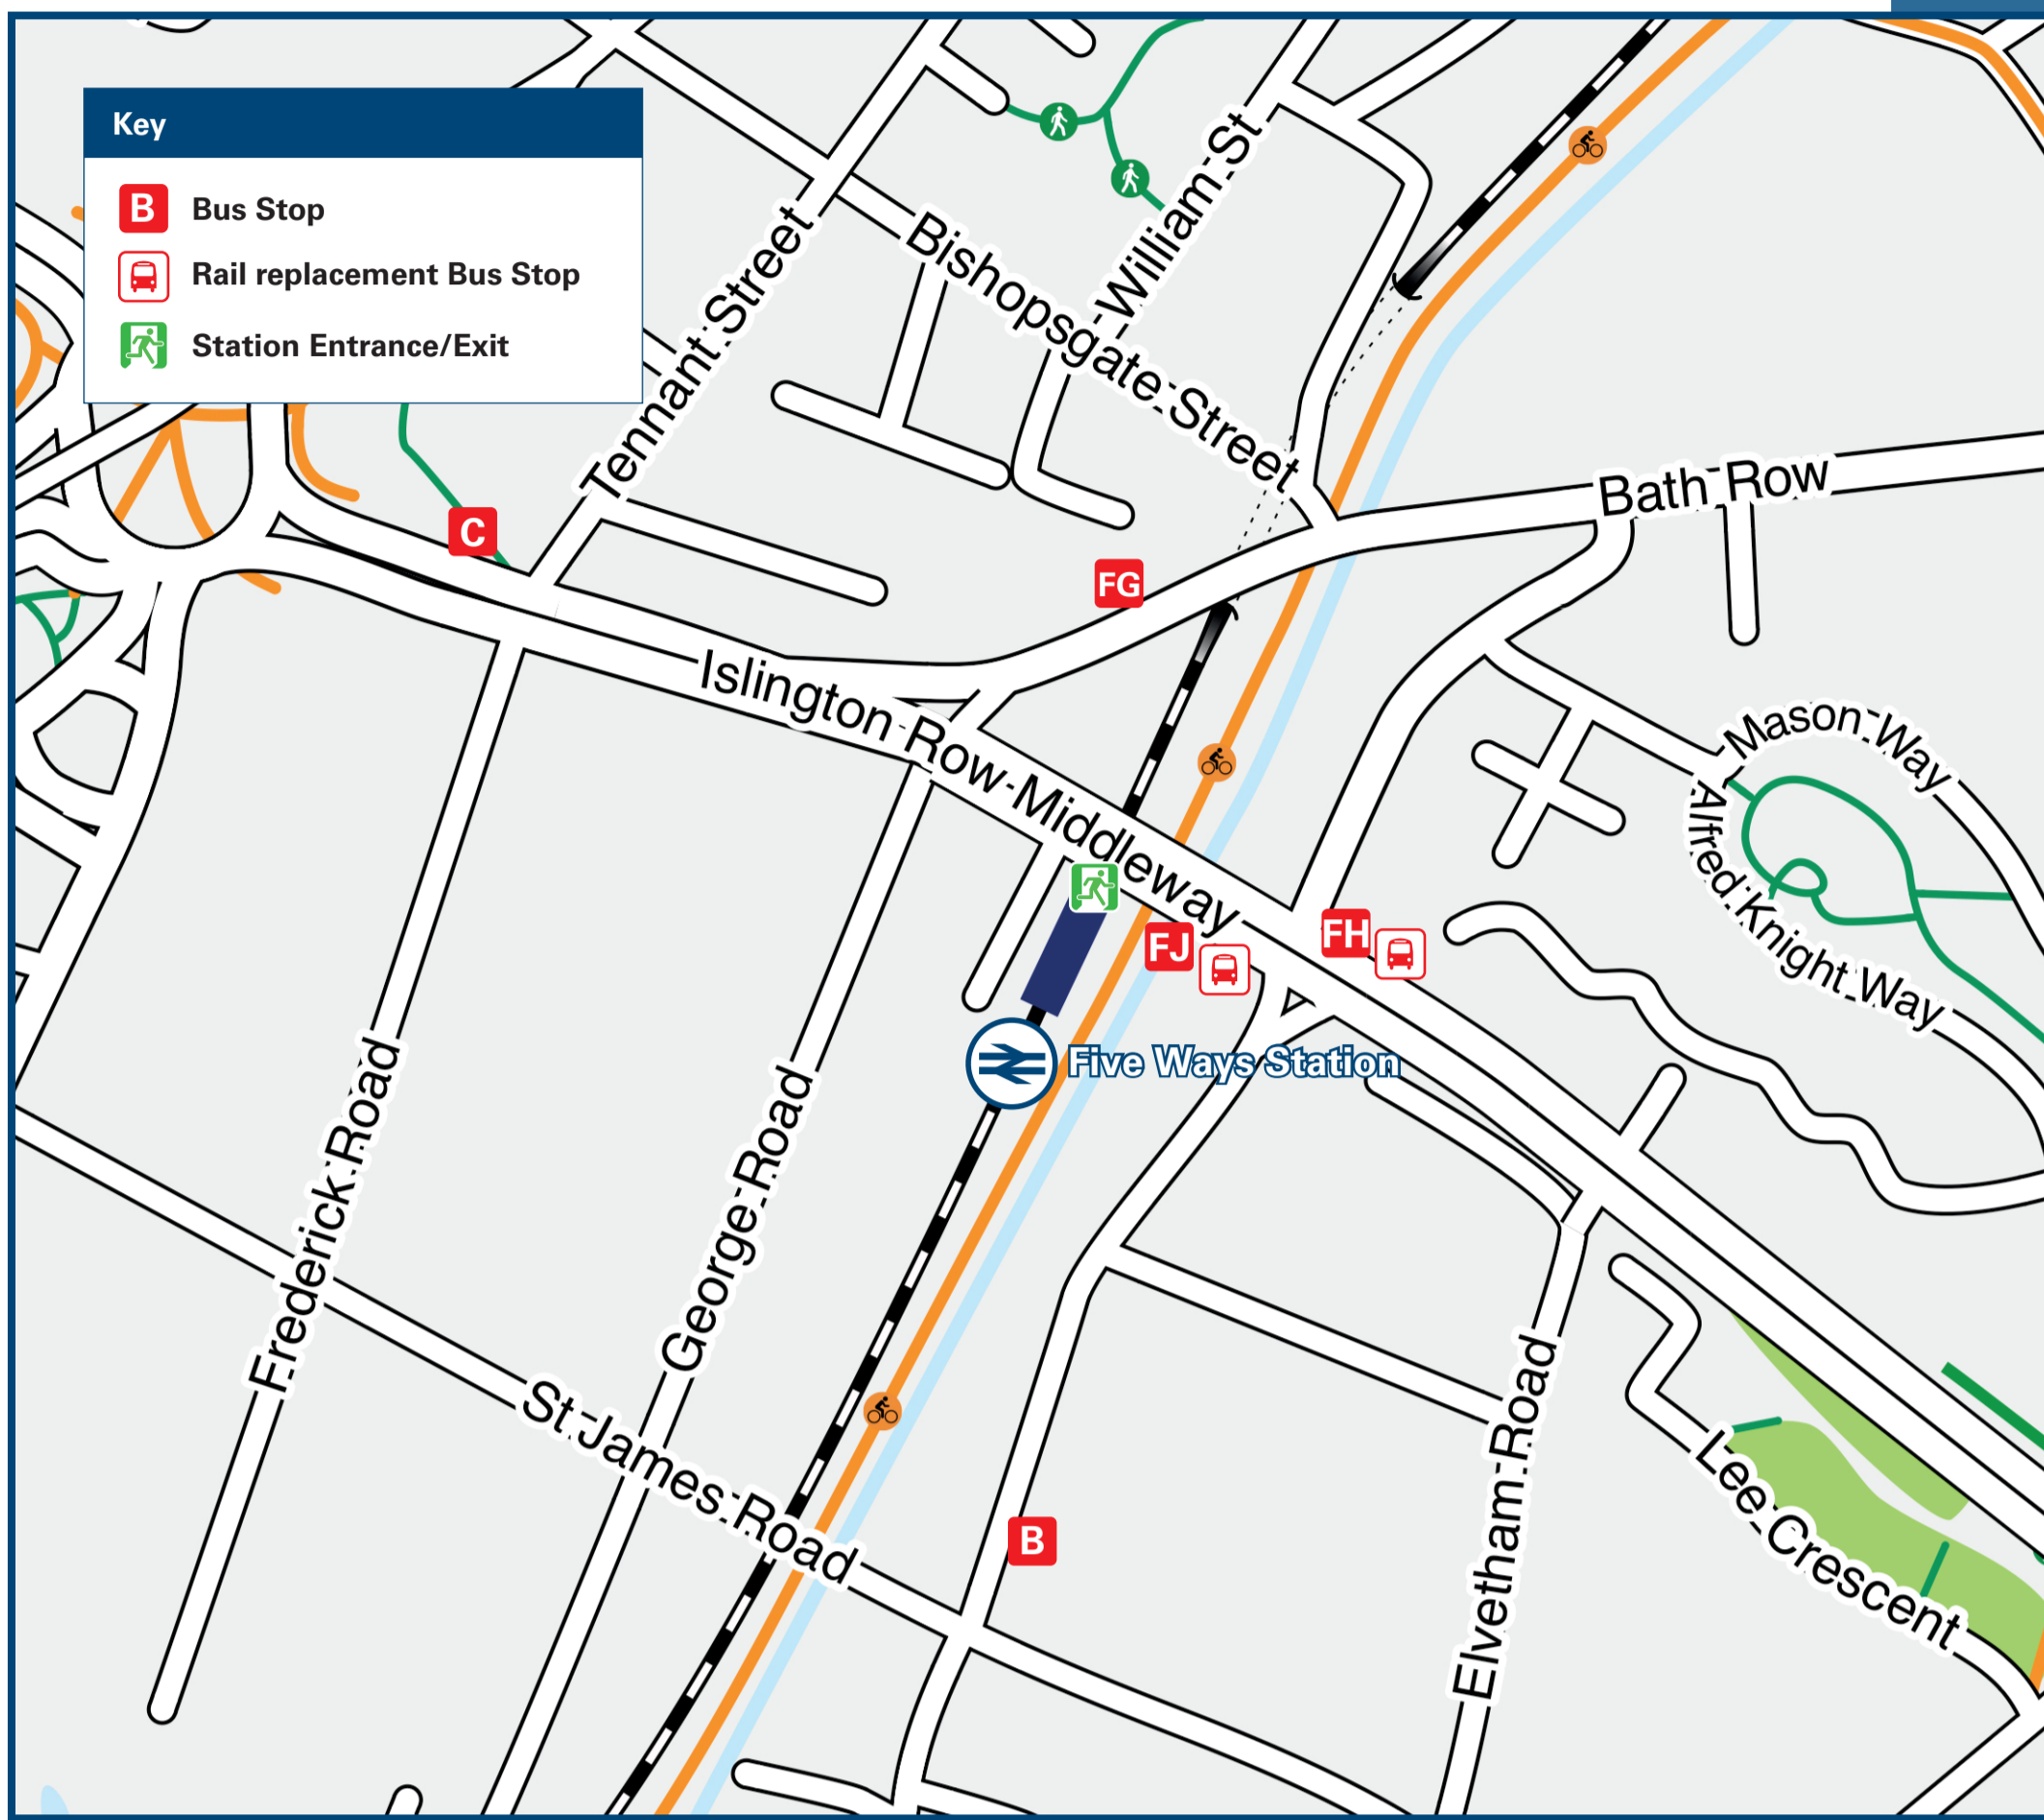 Key
B Bus Stop
Rail replacement Bus Stop
Station Entrance/Exit
Tennant Street
William St
Bishopsgate Street
Bath Row
C
FG
Islington Row Middleway
Mason Way
Alfred Knight Way
FJ
FH
Five Ways Station
Frederick Road
George Road
St James Road
B
Elvetham Road
Lee Crescent